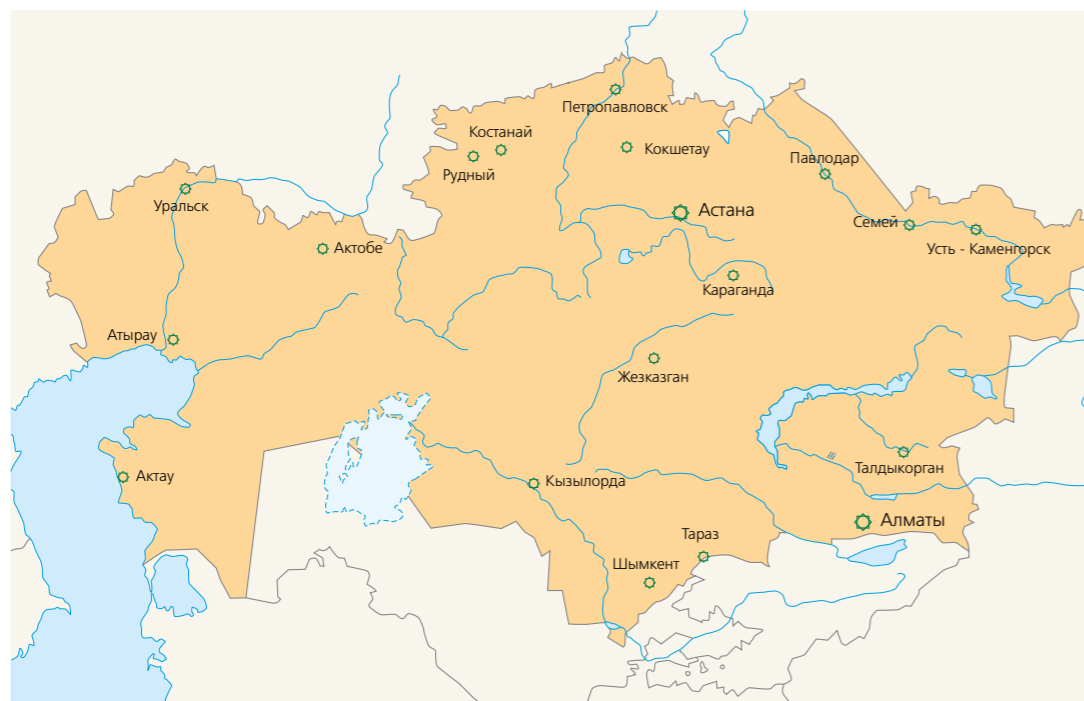 Петропавловск
Костанай
Кокшетау
Рудный
Павлодар
Уральск
Астана
Семей
Усть - Каменгорск
Актобе
Караганда
Атырау
Жезказган
Талдыкорган
Актау
Кызылорда
Алматы
Тараз
Шымкент